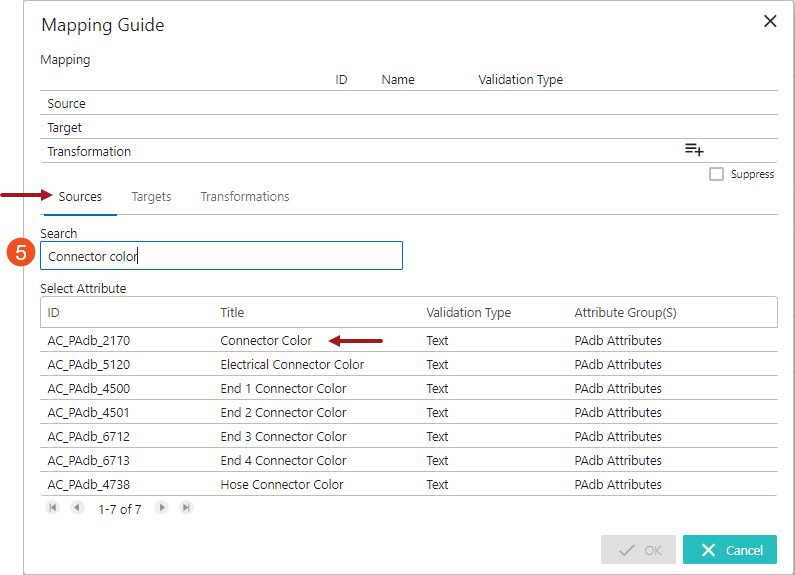 Mapping Guide
Mapping
ID Name Validation Type
Source
Target
Transformation
Suppress
Sources Targets Transformations
Search
5
Connector color
Select Attribute
ID Title Validation Type Attribute Group(S)
AC_PAdb_2170 Connector Color Text PAdb Attributes
AC_PAdb_5120 Electrical Connector Color Text PAdb Attributes
AC_PAdb_4500 End 1 Connector Color Text PAdb Attributes
AC_PAdb_4501 End 2 Connector Color Text PAdb Attributes
AC_PAdb_6712 End 3 Connector Color Text PAdb Attributes
AC_PAdb_6713 End 4 Connector Color Text PAdb Attributes
AC_PAdb_4738 Hose Connector Color Text PAdb Attributes
1-7 of 7
OK Cancel